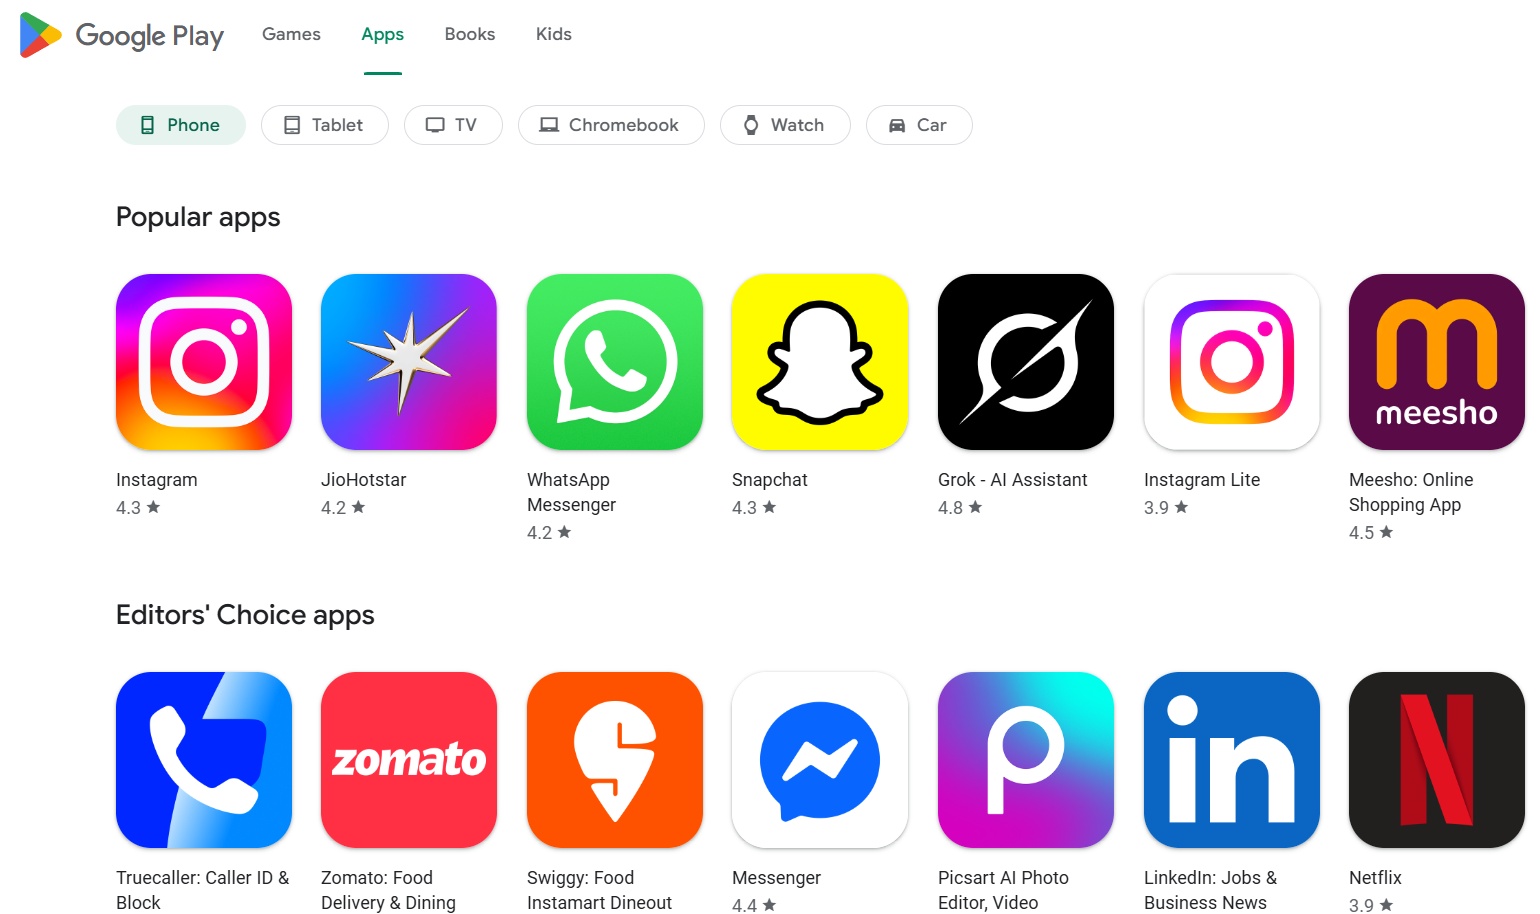 Google Play Games Apps Books Kids
Phone Tablet TV Chromebook Watch Car
Popular apps
meesho
Instagram
4.3 ★
JioHotstar
4.2 ★
WhatsApp
Messenger
4.2 ★
Snapchat
4.3 ★
Grok - AI Assistant
4.8 ★
Instagram Lite
3.9 ★
Meesho: Online
Shopping App
4.5 ★
Editors' Choice apps
zomato
in
N
Truecaller: Caller ID &
Block
Zomato: Food
Delivery & Dining
Swiggy: Food
Instamart Dineout
Messenger
4.4 ★
Picsart AI Photo
Editor, Video
LinkedIn: Jobs &
Business News
Netflix
3.9 ★